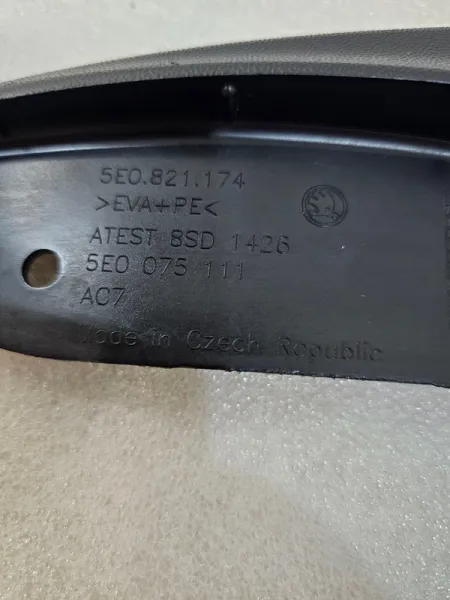 5E0.821.174
>EVA+PE<
ATEST 8SD 1426
5E0 075 111
AC7
Made in Czech Republic